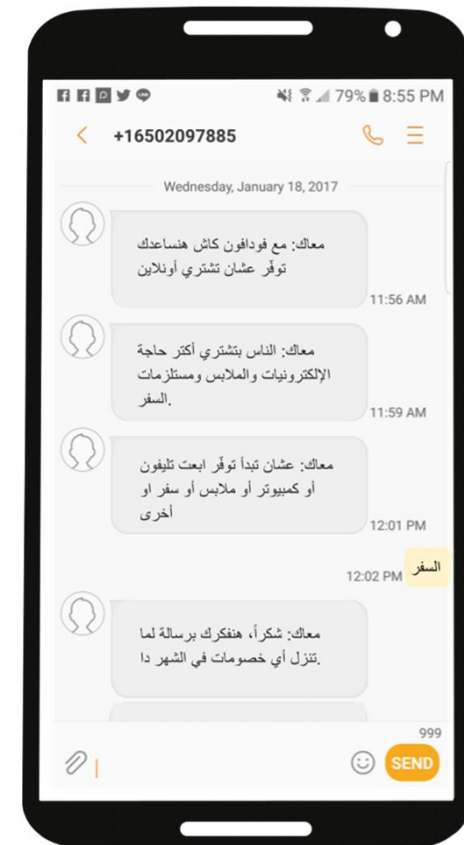 79% 8:55 PM
+16502097885
Wednesday, January 18, 2017
معاك: مع فودافون كاش هنساعدك
توفّر عشان تشتري أونلاين
11:56 AM
معاك: الناس بتشتري أكتر حاجة
الإلكترونيات والملابس ومستلزمات
.السفر
11:59 AM
معاك: عشان تبدأ توفّر ابعت تليفون
أو كمبيوتر أو ملابس أو سفر او
أخرى
12:01 PM
السفر
12:02 PM
معاك: شكراً، هنفكرك برسالة لما
.تنزل أي خصومات في الشهر دا
999
SEND